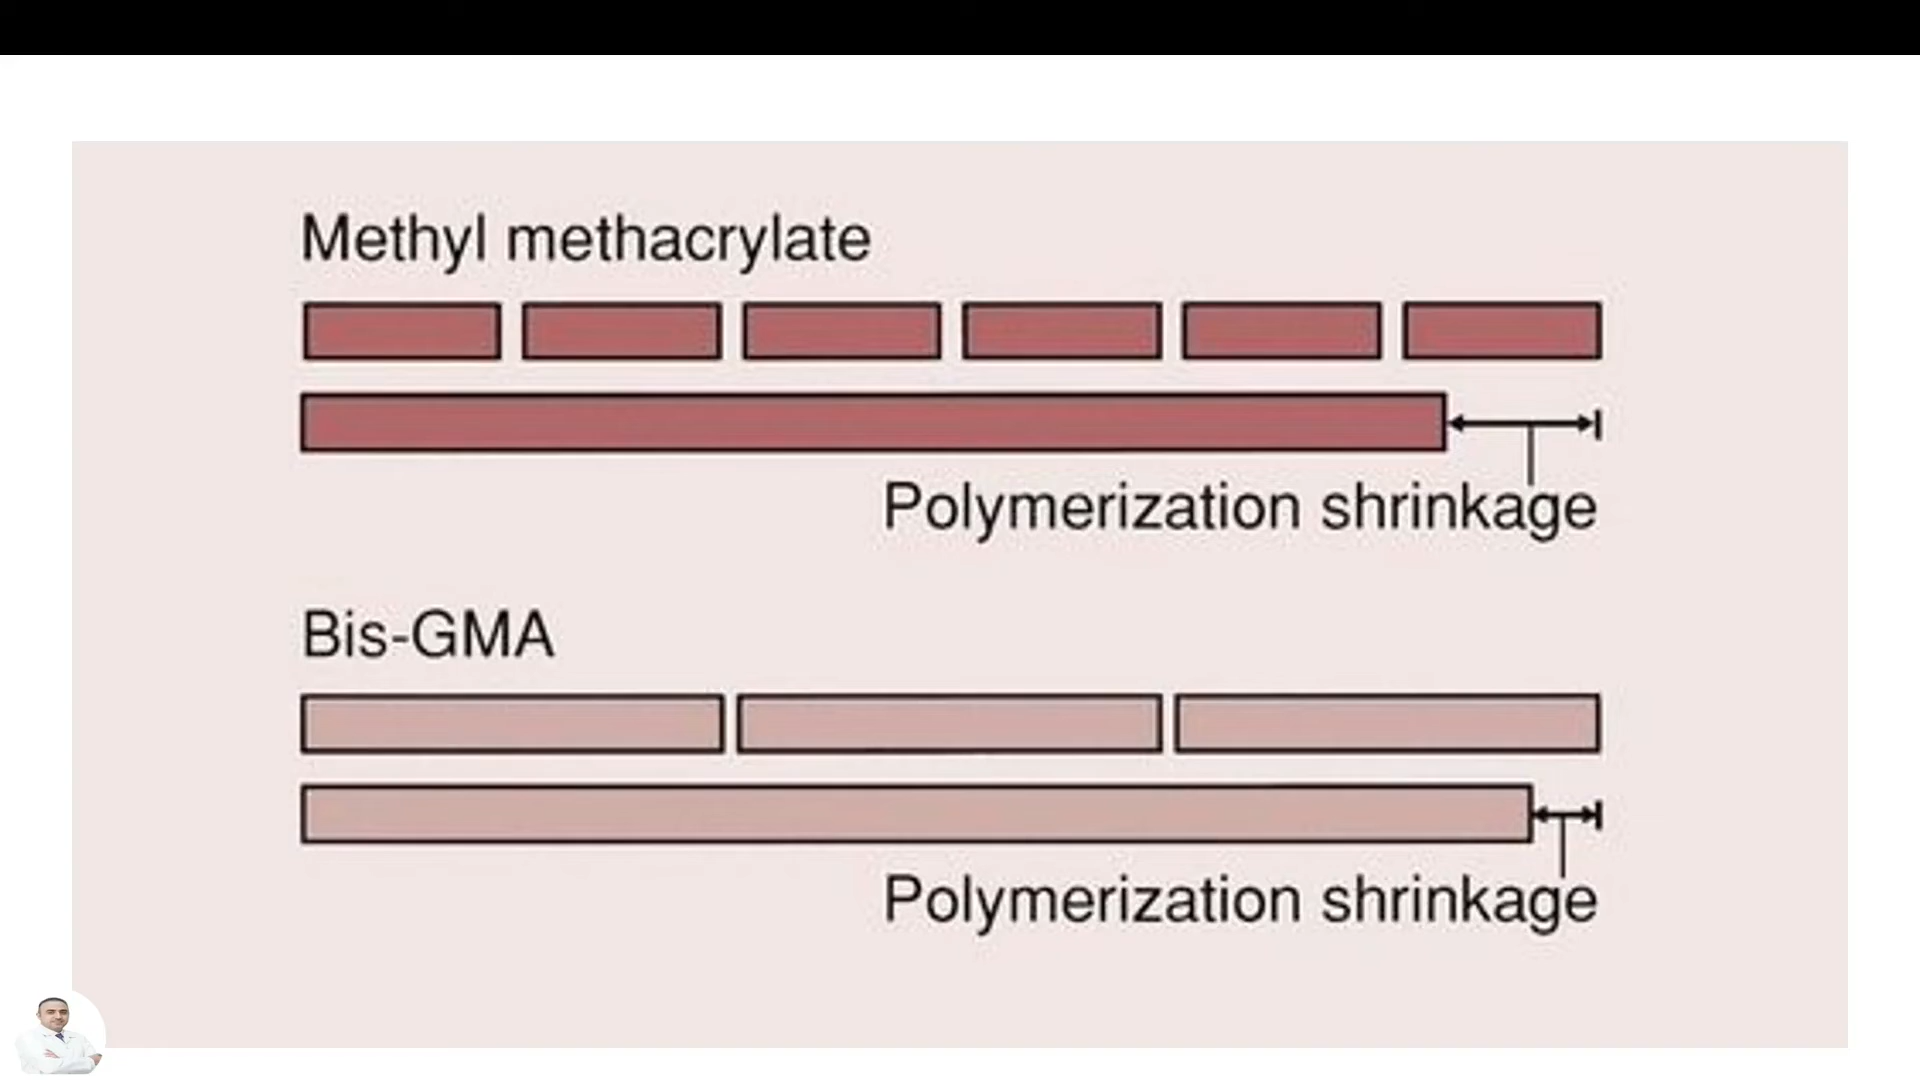 Methyl methacrylate
Polymerization shrinkage
Bis-GMA
Polymerization shrinkage